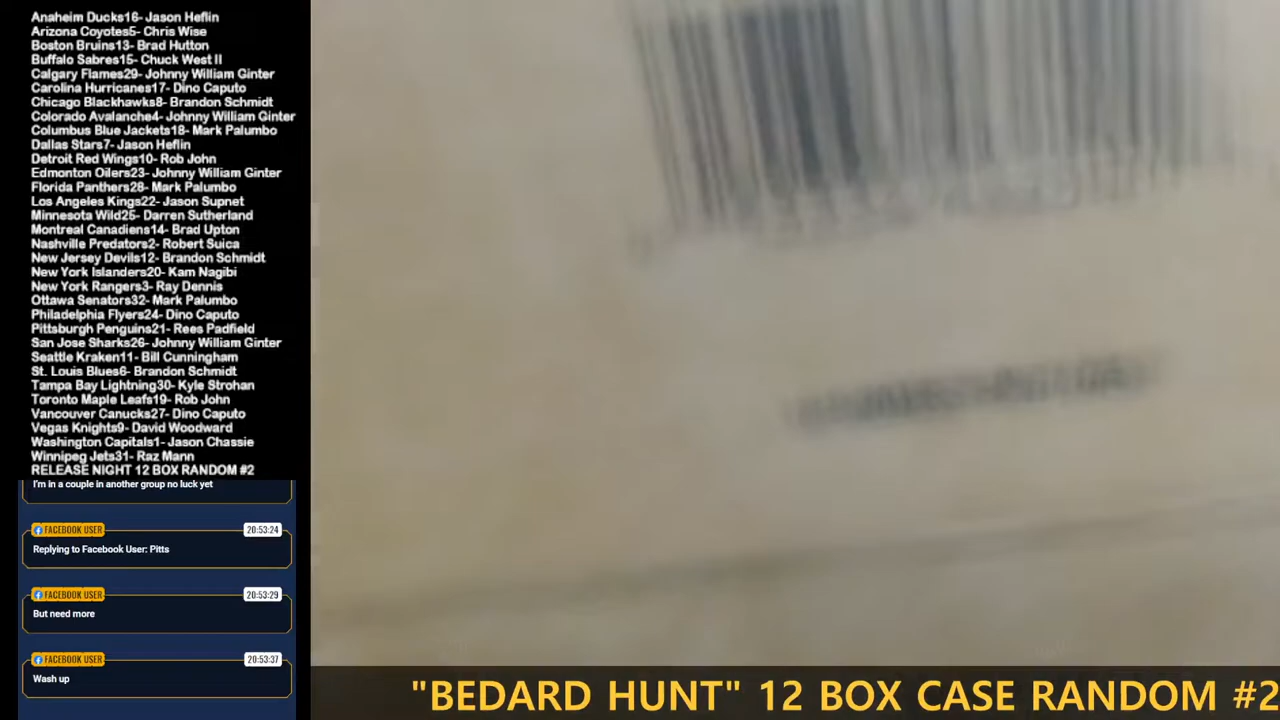 Anaheim Ducks16- Jason Heflin
Arizona Coyotes5- Chris Wise
Boston Bruins13- Brad Hutton
Buffalo Sabres15- Chuck West II
Calgary Flames29- Johnny William Ginter
Carolina Hurricanes17- Dino Caputo
Chicago Blackhawks8- Brandon Schmidt
Colorado Avalanche4- Johnny William Ginter
Columbus Blue Jackets18- Mark Palumbo
Dallas Stars7- Jason Heflin
Detroit Red Wings10- Rob John
Edmonton Oilers23- Johnny William Ginter
Florida Panthers28- Mark Palumbo
Los Angeles Kings22- Jason Supnet
Minnesota Wild25- Darren Sutherland
Montreal Canadiens14- Brad Upton
Nashville Predators2- Robert Suica
New Jersey Devils12- Brandon Schmidt
New York Islanders20- Kam Nagibi
New York Rangers3- Ray Dennis
Ottawa Senators32- Mark Palumbo
Philadelphia Flyers24- Dino Caputo
Pittsburgh Penguins21- Rees Padfield
San Jose Sharks26- Johnny William Ginter
Seattle Kraken11- Bill Cunningham
St. Louis Blues6- Brandon Schmidt
Tampa Bay Lightning30- Kyle Strohan
Toronto Maple Leafs19- Rob John
Vancouver Canucks27- Dino Caputo
Vegas Knights9- David Woodward
Washington Capitals1- Jason Chassie
Winnipeg Jets31- Raz Mann
RELEASE NIGHT 12 BOX RANDOM #2
I'm in a couple in another group no luck yet
FACEBOOK USER 20:53:24
Replying to Facebook User: Pitts
FACEBOOK USER 20:53:29
But need more
FACEBOOK USER 20:53:37
Wash up
"BEDARD HUNT" 12 BOX CASE RANDOM #2